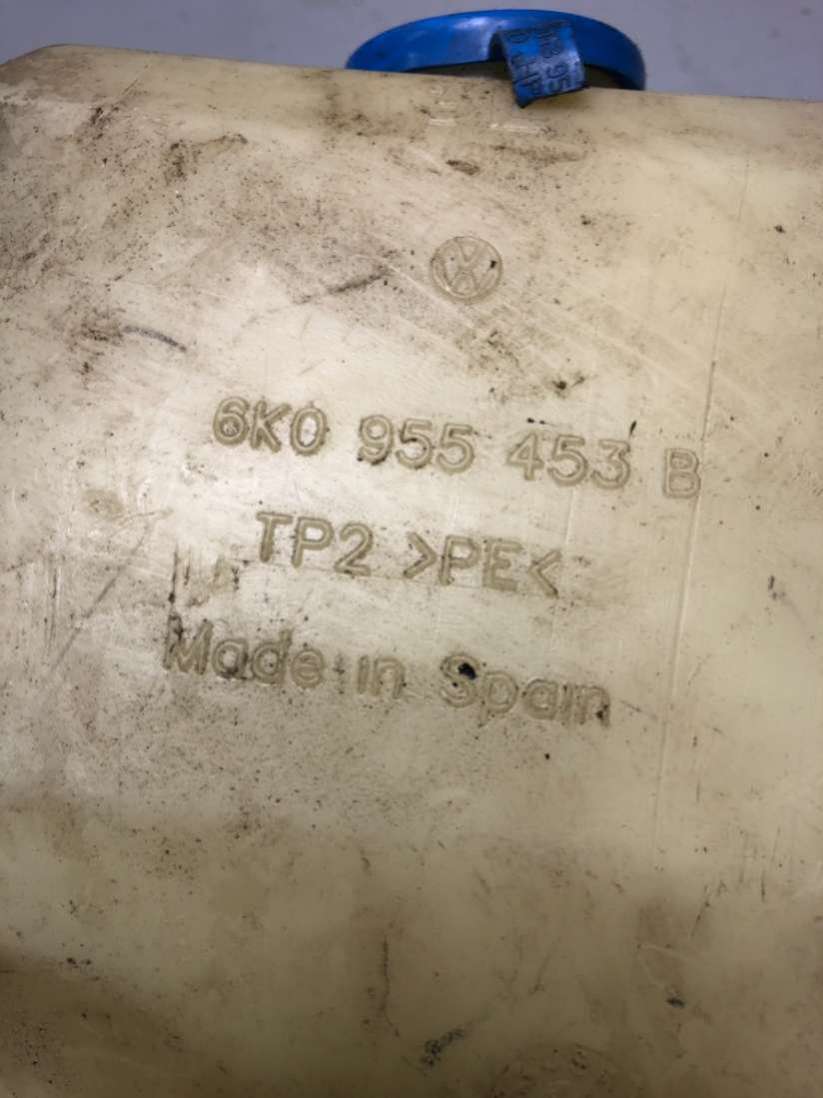 6K0 955 453 B
TP2 >PE<
Made in Spain